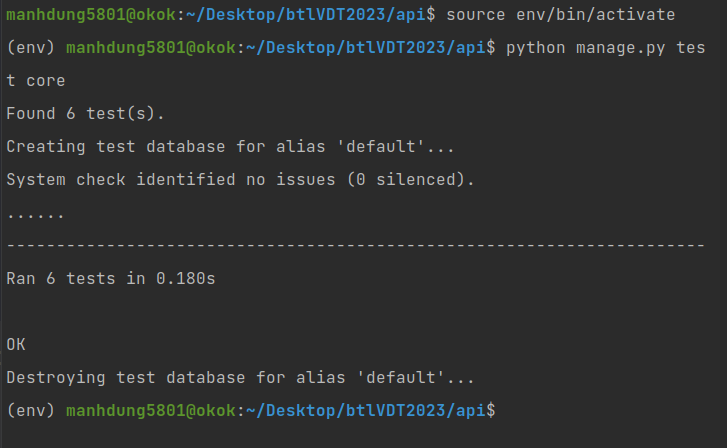 manhdung5801@okok:~/Desktop/btlVDT2023/api$ source env/bin/activate
(env) manhdung5801@okok:~/Desktop/btlVDT2023/api$ python manage.py tes
t core
Found 6 test(s).
Creating test database for alias 'default'...
System check identified no issues (0 silenced).
......
----------------------------------------------------------------------
Ran 6 tests in 0.180s
OK
Destroying test database for alias 'default'...
(env) manhdung5801@okok:~/Desktop/btlVDT2023/api$